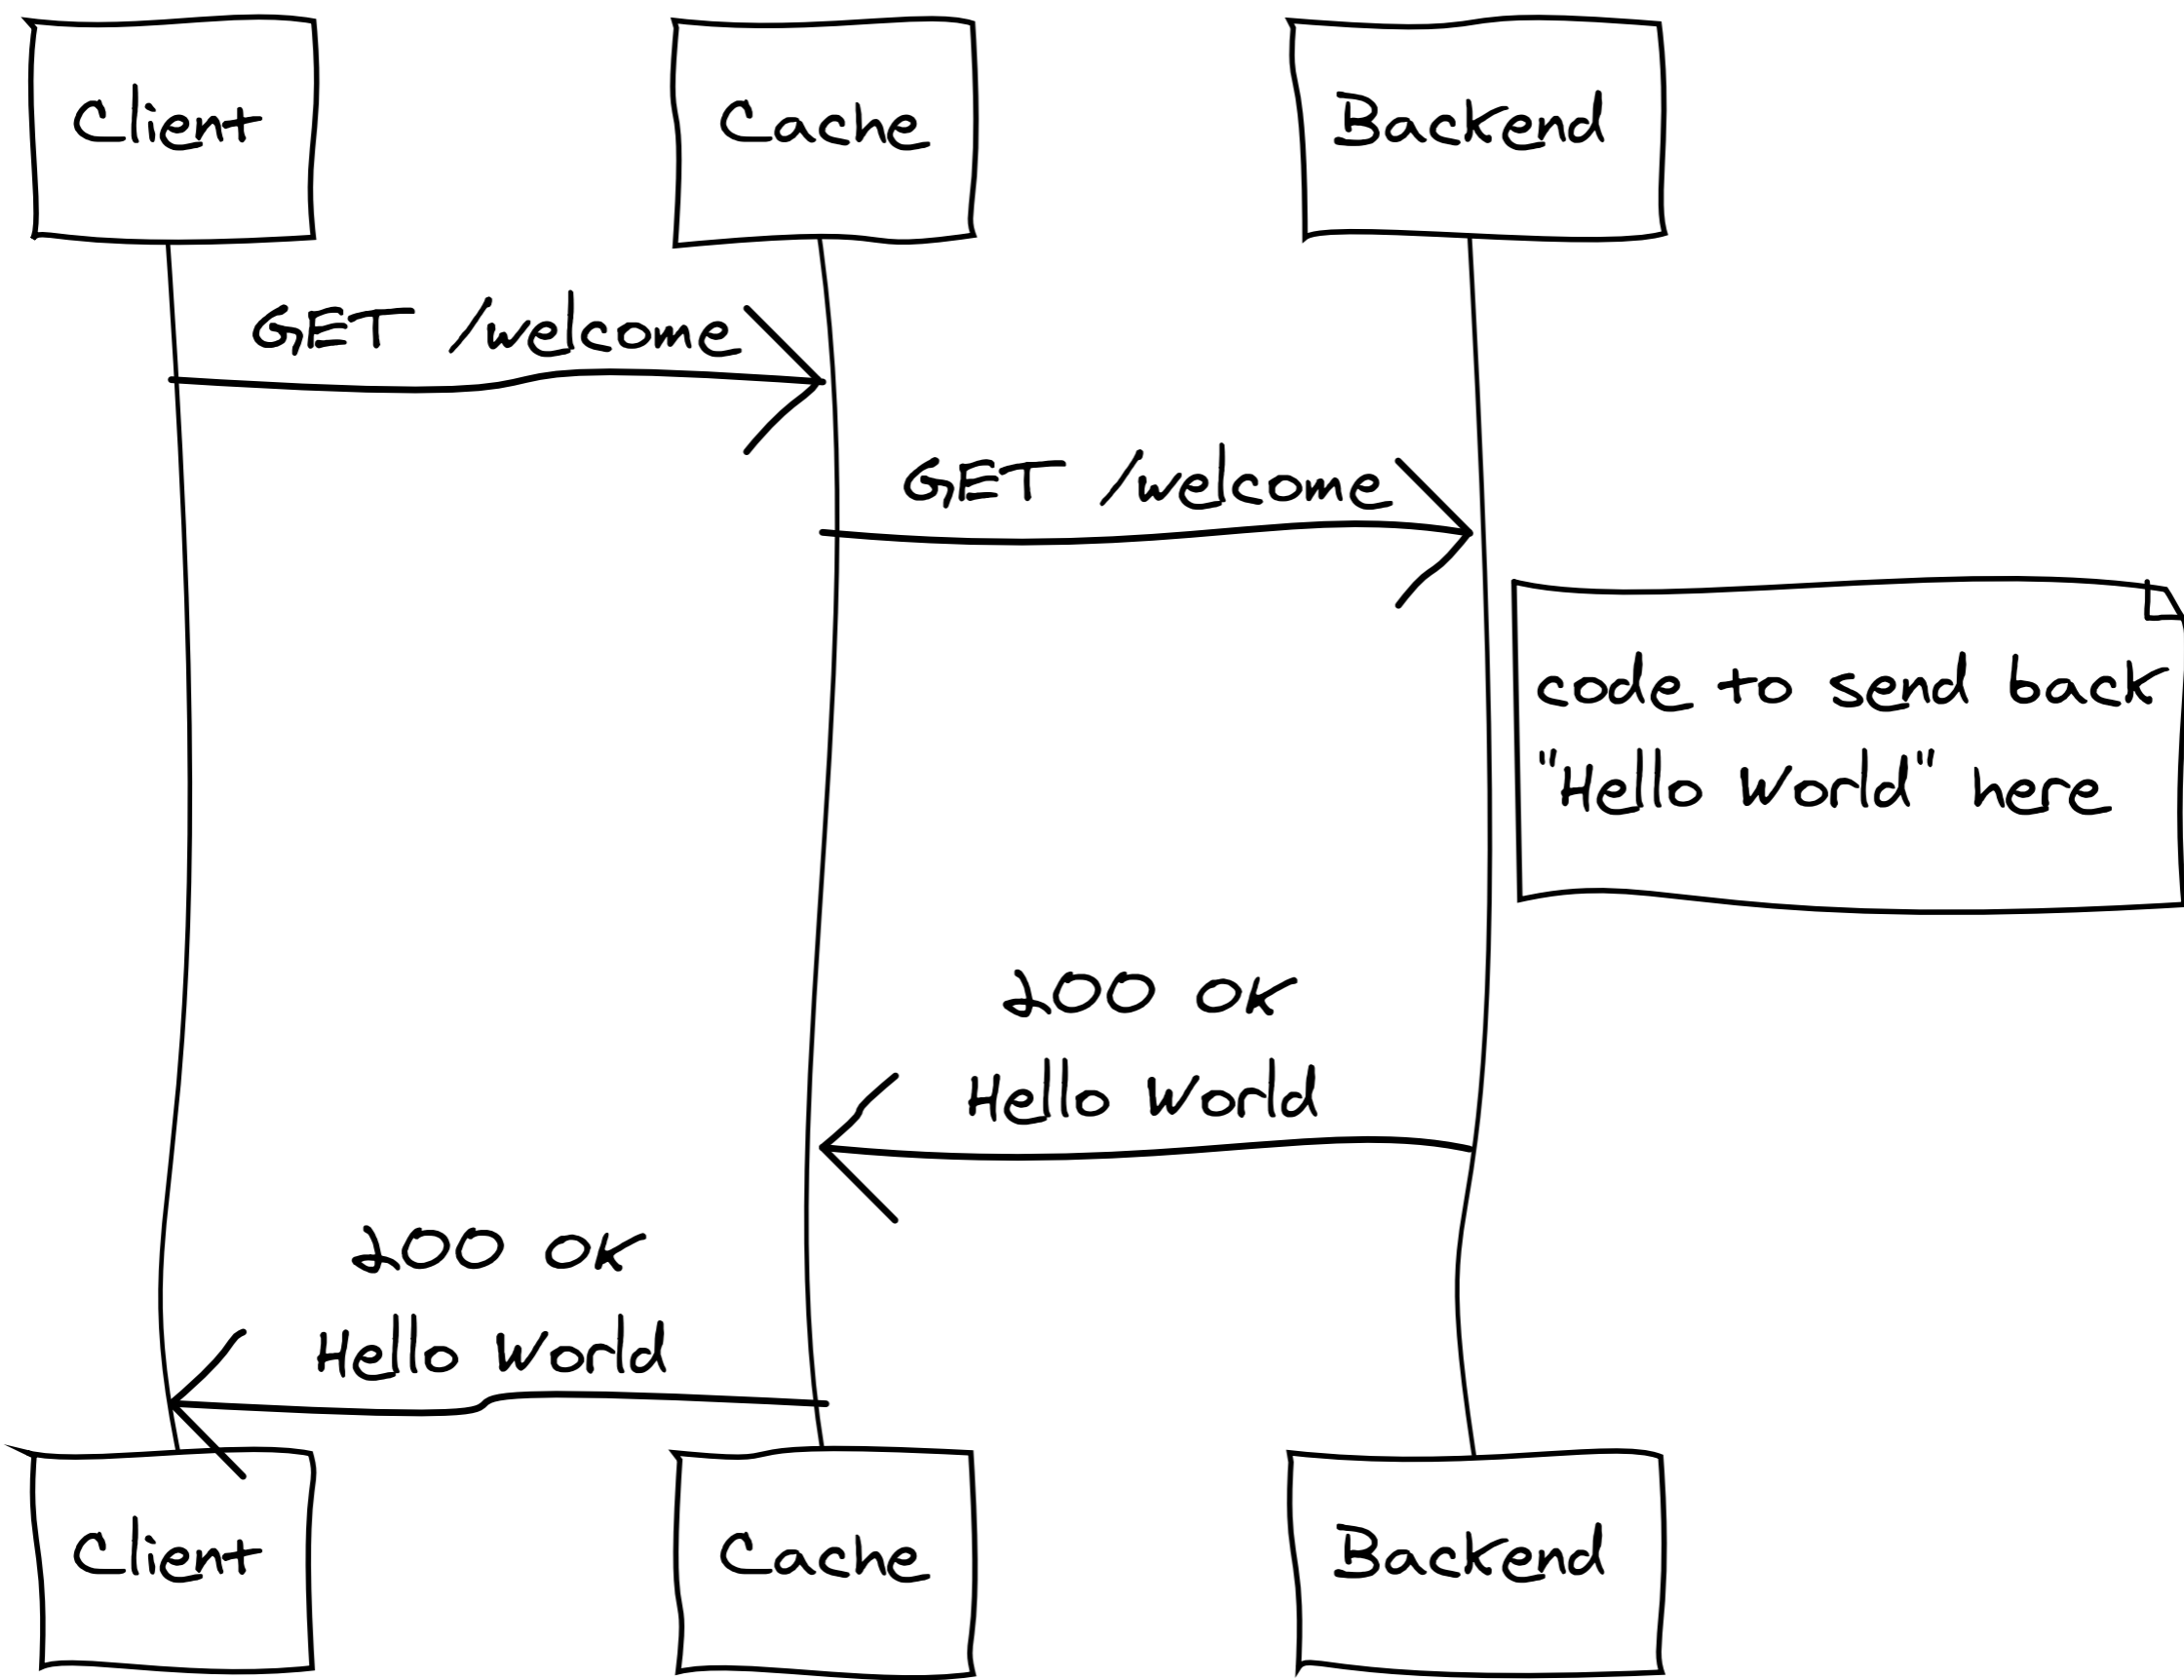 Client
Cache
Backend
GET /welcome
GET /welcome
code to send back
"Hello World" here
200 OK
Hello World
200 OK
Hello World
Client
Cache
Backend